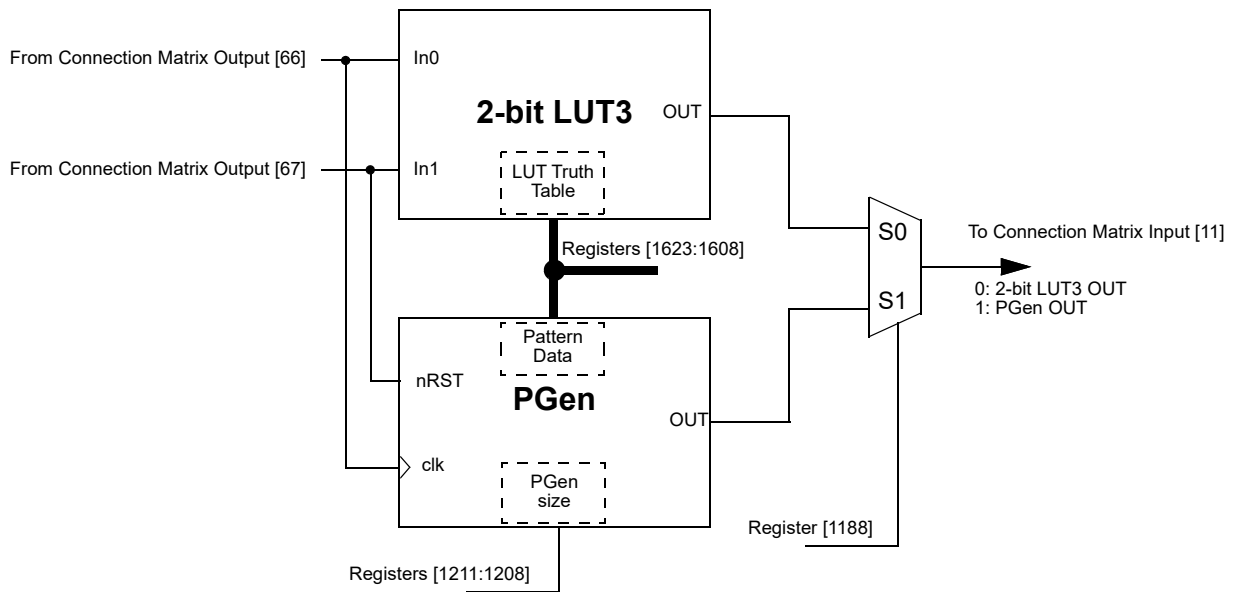 From Connection Matrix Output [66]
In0
2-bit LUT3
OUT
From Connection Matrix Output [67]
In1
LUT Truth
Table
Registers [1623:1608]
S0
To Connection Matrix Input [11]
0: 2-bit LUT3 OUT
1: PGen OUT
S1
Pattern
Data
nRST
PGen
OUT
clk
PGen
size
Register [1188]
Registers [1211:1208]